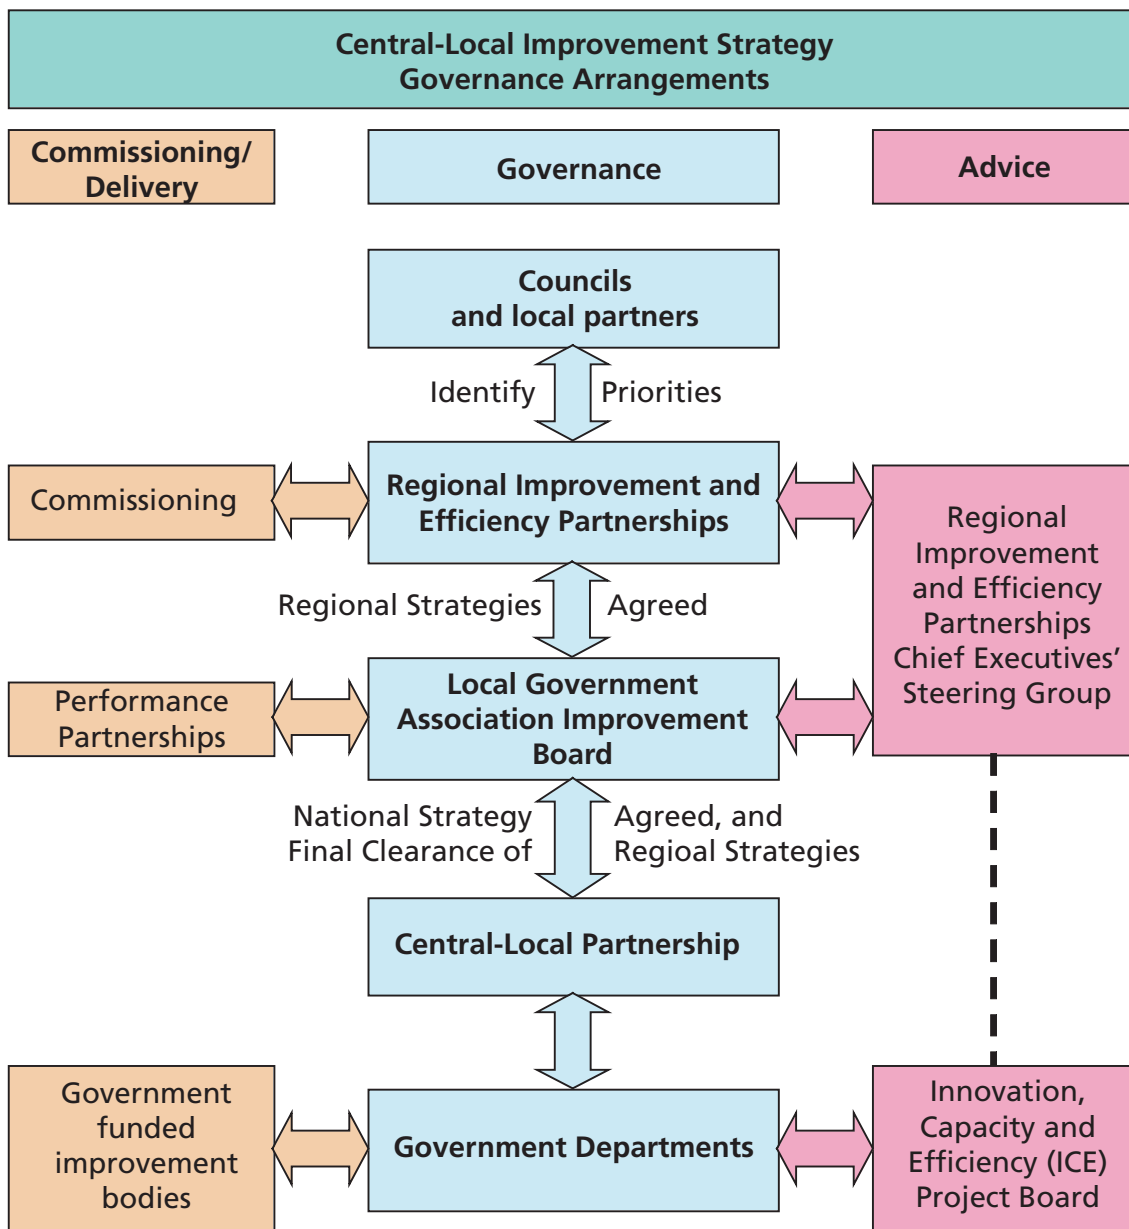 Central-Local Improvement Strategy
Governance Arrangements
Commissioning/
Delivery
Governance
Advice
Councils
and local partners
Identify Priorities
Commissioning
Regional Improvement and
Efficiency Partnerships
Regional
Improvement
and Efficiency
Partnerships
Chief Executives’
Steering Group
Regional Strategies Agreed
Performance
Partnerships
Local Government
Association Improvement
Board
National Strategy Agreed, and
Final Clearance of Regioal Strategies
Central-Local Partnership
Government
funded
improvement
bodies
Government Departments
Innovation,
Capacity and
Efficiency (ICE)
Project Board